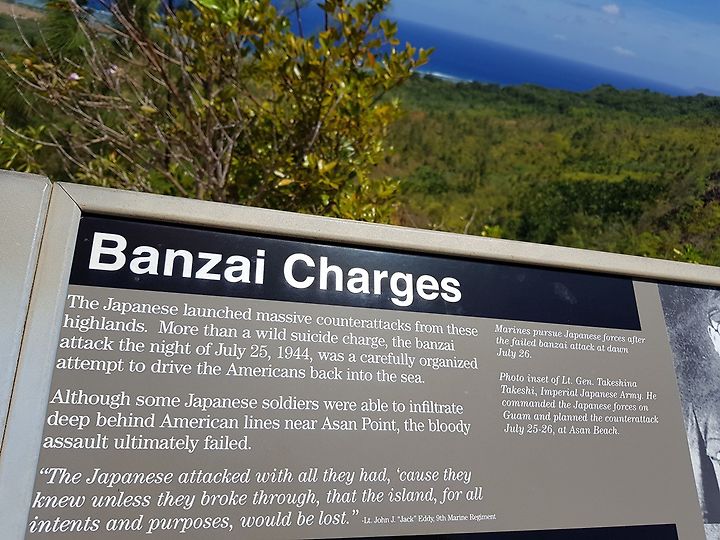 Banzai Charges
The Japanese launched massive counterattacks from these
highlands. More than a wild suicide charge, the banzai
attack the night of July 25, 1944, was a carefully organized
attempt to drive the Americans back into the sea.
Although some Japanese soldiers were able to infiltrate
deep behind American lines near Asan Point, the bloody
assault ultimately failed.
“The Japanese attacked with all they had, ‘cause they
knew unless they broke through, that the island, for all
intents and purposes, would be lost.” -Lt. John J. “Jack” Eddy, 9th Marine Regiment
Marines pursue Japanese forces after
the failed banzai attack at dawn
July 26.
Photo inset of Lt. Gen. Takeshina
Takeshi, Imperial Japanese Army. He
commanded the Japanese forces on
Guam and planned the counterattack
July 25-26, at Asan Beach.